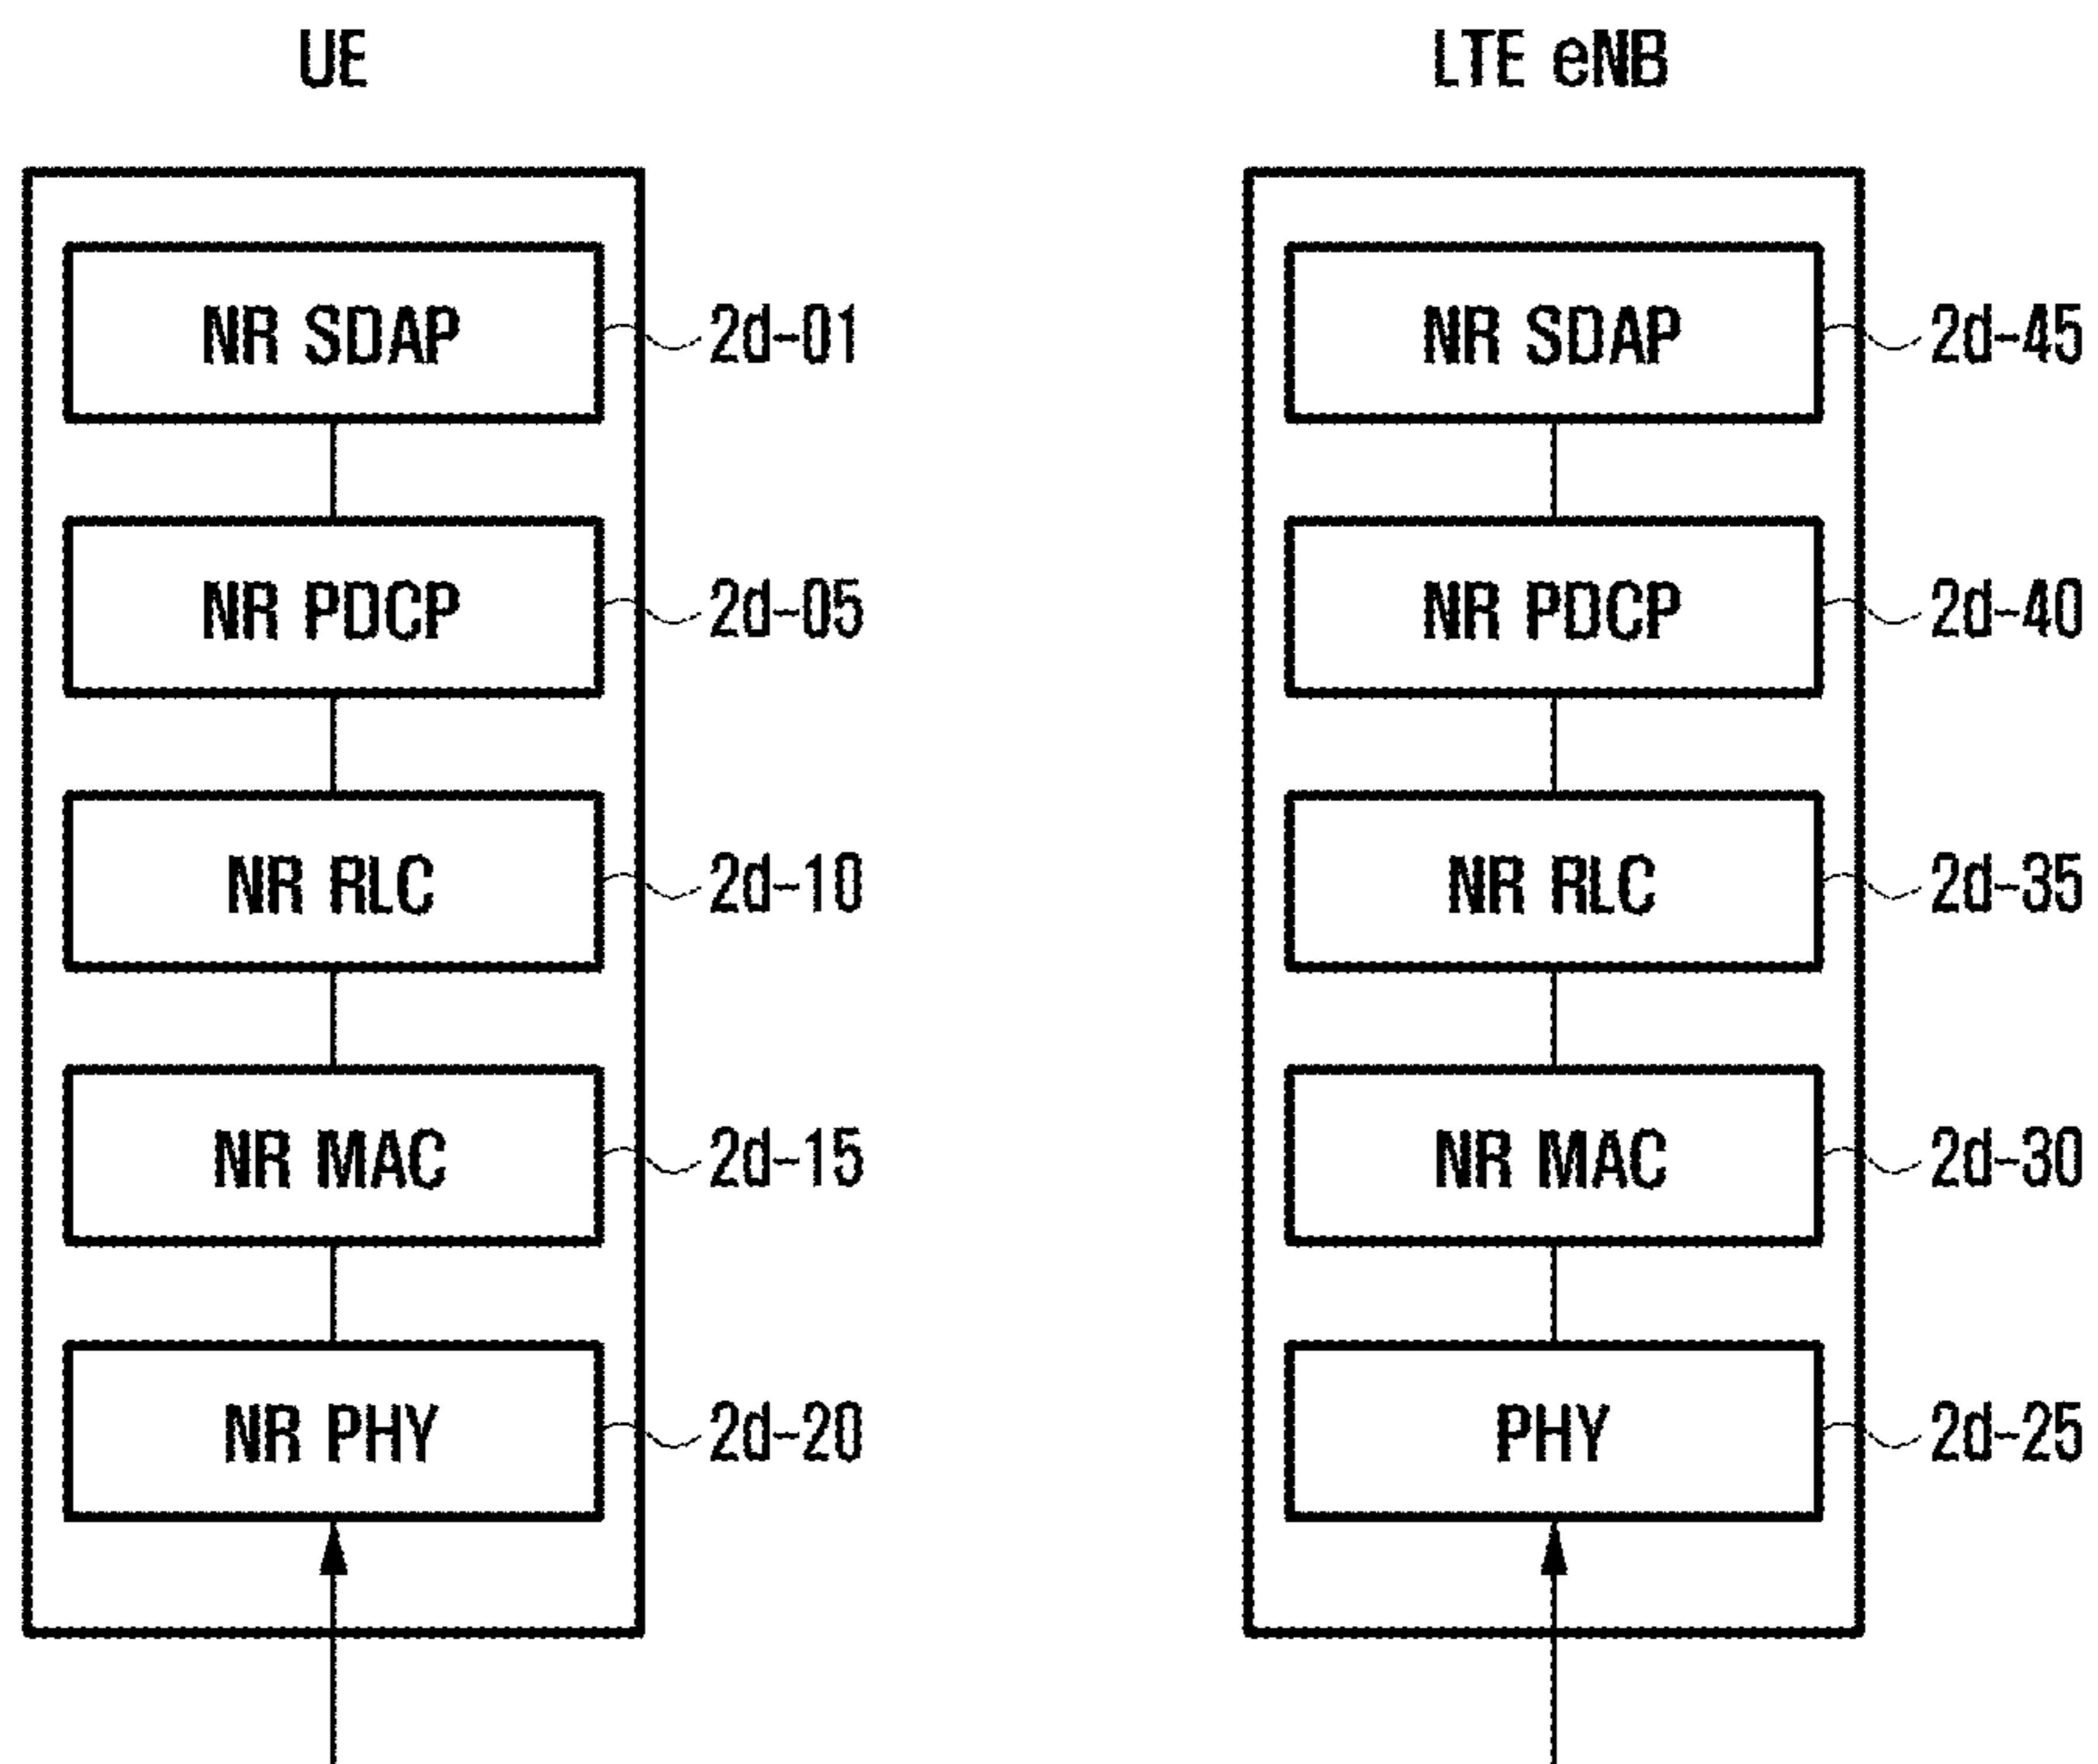 UE
LTE eNB
NR SDAP
2d-01
NR SDAP
2d-45
NR PDCP
2d-05
NR PDCP
2d-40
NR RLC
2d-10
NR RLC
2d-35
NR MAC
2d-15
NR MAC
2d-30
NR PHY
2d-20
PHY
2d-25